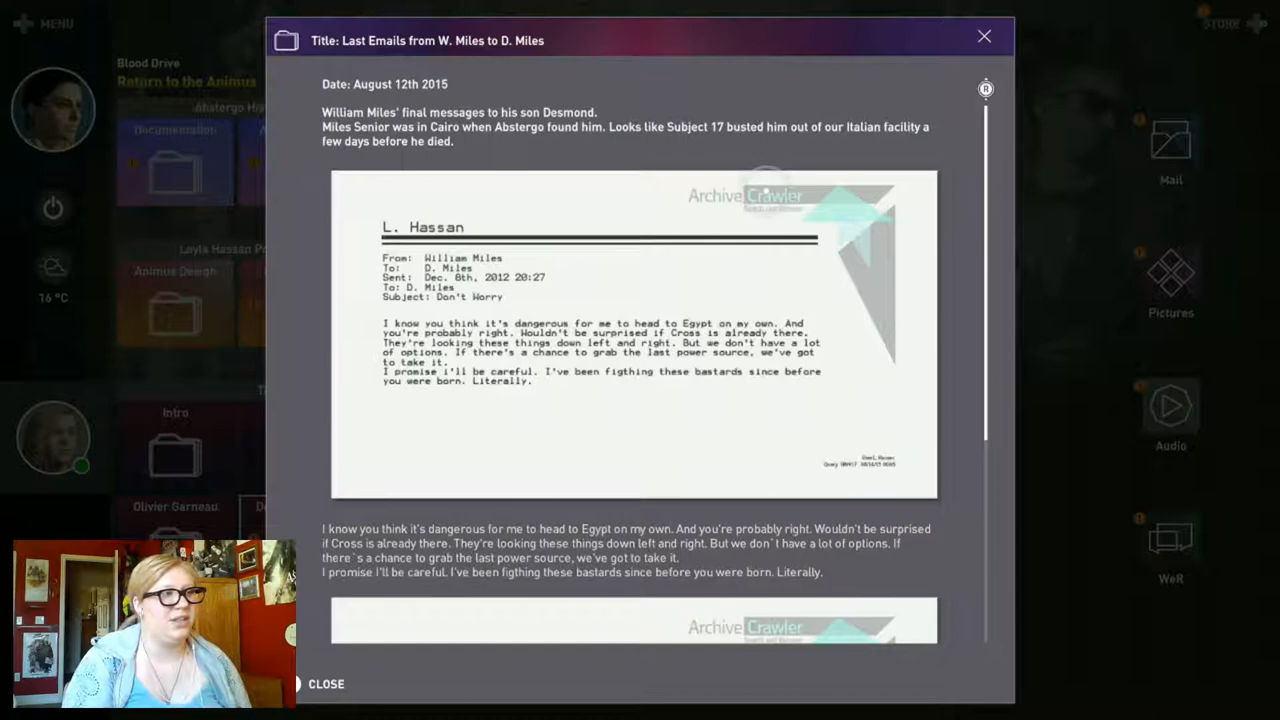 MENU
STORE
Title: Last Emails from W. Miles to D. Miles
Blood Drive
Return to the Animus
Documentation
Animus Design
16 °C
Intro
Olivier Garneau
Date: August 12th 2015
William Miles' final messages to his son Desmond.
Miles Senior was in Cairo when Abstergo found him. Looks like Subject 17 busted him out of our Italian facility a
few days before he died.
Archive.Crawler
L. Hassan
From: William Miles
To: D. Miles
Sent: Dec. 8th, 2012 20:27
To: D. Miles
Subject: Don't Worry
I know you think it's dangerous for me to head to Egypt on my own. And
you're probably right. Wouldn't be surprised if Cross is already there.
They're looking these things down left and right. But we don't have a lot
of options. If there's a chance to grab the last power source, we've got
to take it.
I promise i'll be careful. I've been figthing these bastards since before
you were born. Literally.
I know you think it's dangerous for me to head to Egypt on my own. And you're probably right. Wouldn't be surprised
if Cross is already there. They're looking these things down left and right. But we don't have a lot of options. If
there's a chance to grab the last power source, we've got to take it.
I promise I'll be careful. I've been figthing these bastards since before you were born. Literally.
Archive.Crawler
CLOSE
Mail
Pictures
Audio
WeR